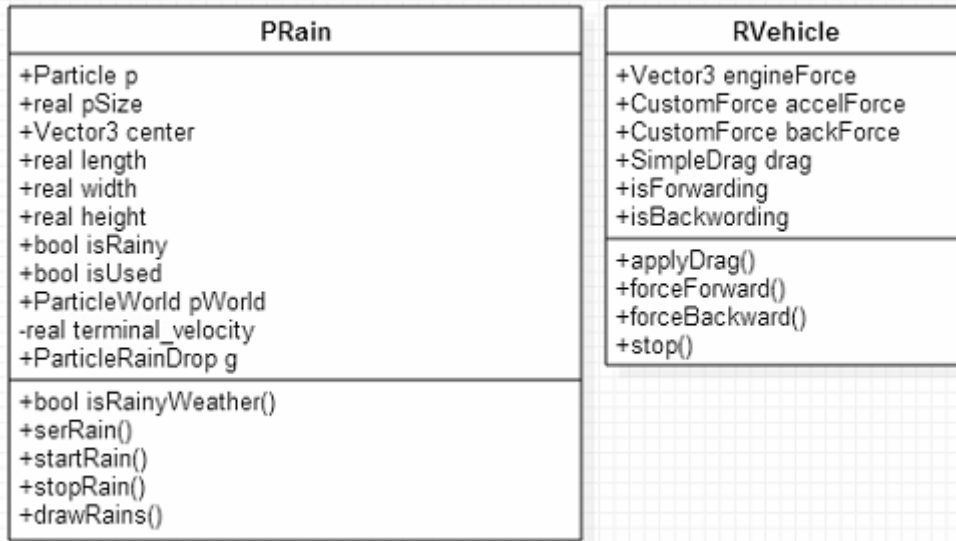 PRain
+Particle p
+real pSize
+Vector3 center
+real length
+real width
+real height
+bool isRainy
+bool isUsed
+ParticleWorld pWorld
-real terminal_velocity
+ParticleRainDrop g
+bool isRainyWeather()
+serRain()
+startRain()
+stopRain()
+drawRains()
RVehicle
+Vector3 engineForce
+CustomForce accelForce
+CustomForce backForce
+SimpleDrag drag
+isForwarding
+isBackwording
+applyDrag()
+forceForward()
+forceBackward()
+stop()